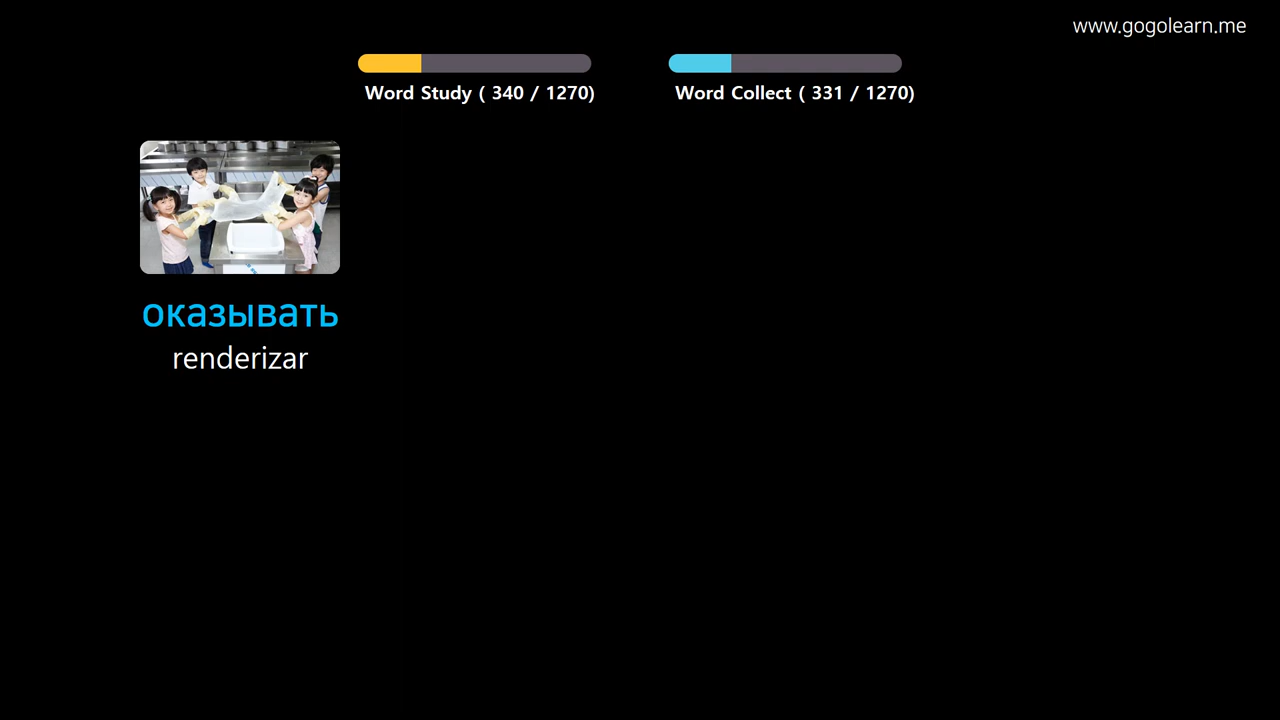 www.gogolearn.me
Word Study ( 340 / 1270)
Word Collect ( 331 / 1270)
оказывать
renderizar